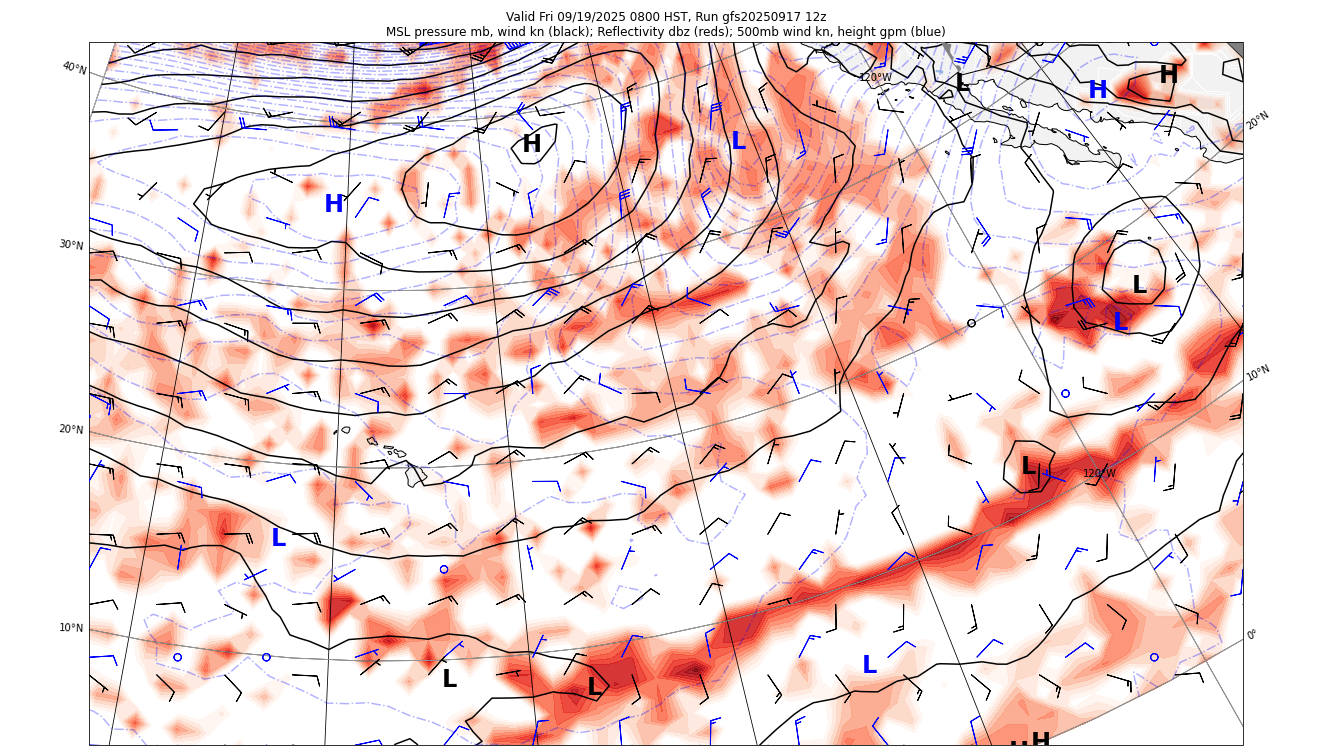 Valid Fri 09/19/2025 0800 HST, Run gfs20250917 12z
MSL pressure mb, wind kn (black); Reflectivity dbz (reds); 500mb wind kn, height gpm (blue)
40°N
120°W
L
H
H
20°N
H
L
H
30°N
L
L
10°N
20°N
L
120°W
L
10°N
0°
L
L
L
H
H